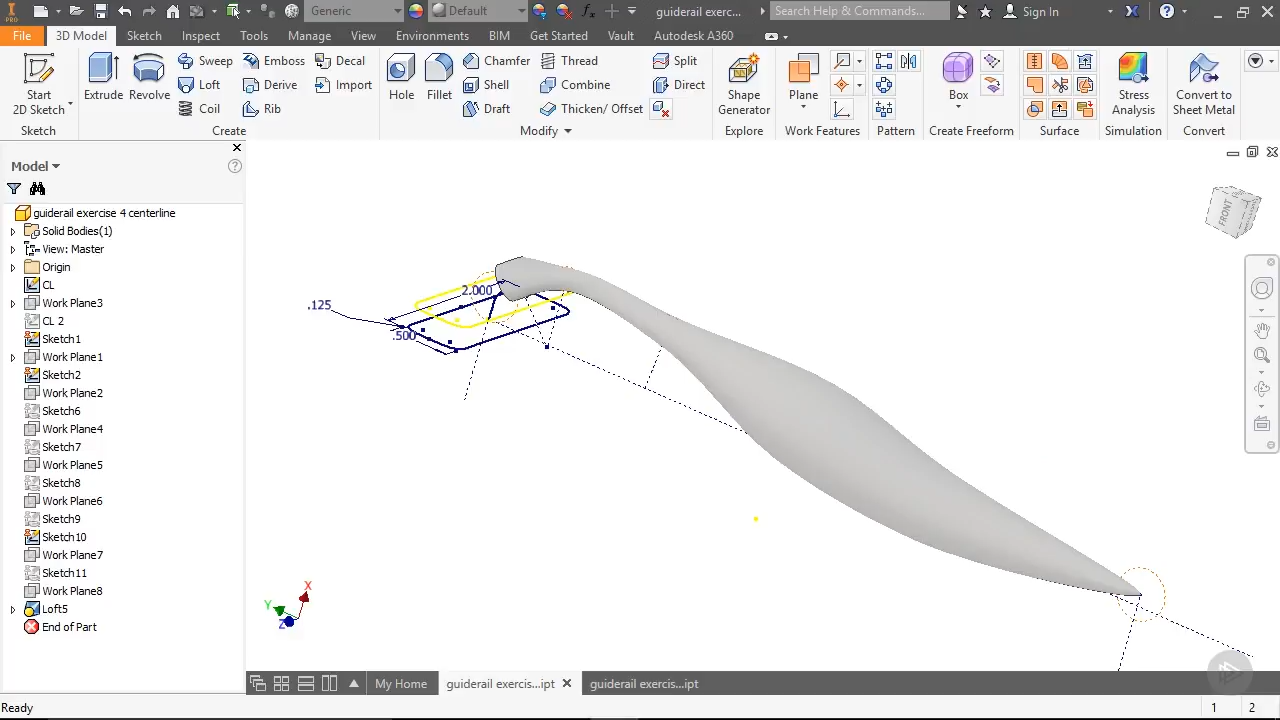 PRO
Generic
Default
fx
guiderail exerc...
Search Help & Commands...
Sign In
File
3D Model
Sketch
Inspect
Tools
Manage
View
Environments
BIM
Get Started
Vault
Autodesk A360
Start
2D Sketch
Sketch
Extrude
Revolve
Sweep
Loft
Coil
Emboss
Derive
Rib
Decal
Import
Create
Hole
Fillet
Chamfer
Shell
Draft
Thread
Combine
Thicken/ Offset
Split
Direct
Modify
Shape
Generator
Explore
Plane
Work Features
Pattern
Box
Create Freeform
Surface
Stress
Analysis
Simulation
Convert to
Sheet Metal
Convert
Model
guiderail exercise 4 centerline
Solid Bodies(1)
View: Master
Origin
CL
Work Plane3
CL 2
Sketch1
Work Plane1
Sketch2
Work Plane2
Sketch6
Work Plane4
Sketch7
Work Plane5
Sketch8
Work Plane6
Sketch9
Sketch10
Work Plane7
Sketch11
Work Plane8
Loft5
End of Part
FRONT
2.000
.125
.500
X
Y
Z
My Home
guiderail exercis...ipt
guiderail exercis...ipt
Ready
1
2